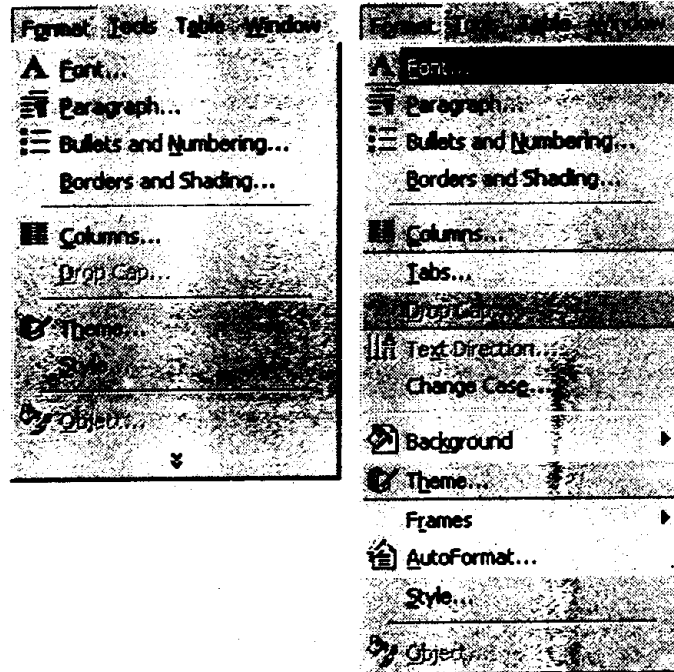 Format Tools Table Window
Font...
Paragraph...
Bullets and Numbering...
Borders and Shading...
Columns...
Drop Cap...
Theme...
Style...
Object...
Format Tools Table Window
Font...
Paragraph...
Bullets and Numbering...
Borders and Shading...
Columns...
Tabs...
Drop Cap...
Text Direction...
Change Case...
Background
Theme...
Frames
AutoFormat...
Style...
Object...